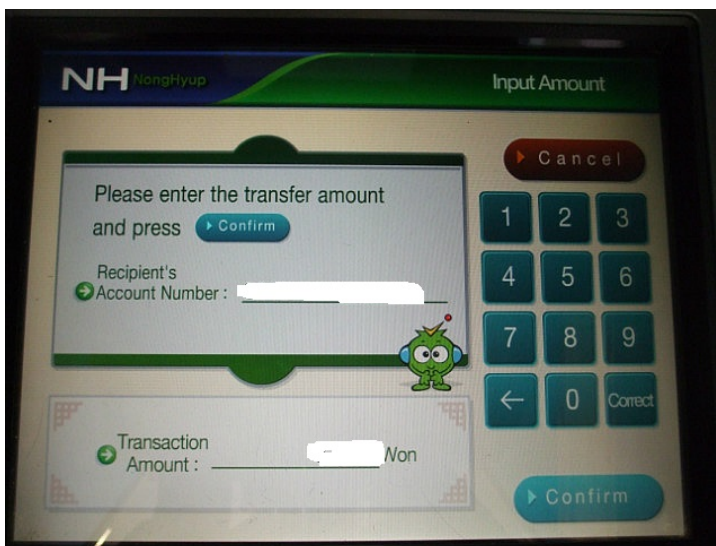 NH NongHyup
Input Amount
Cancel
Please enter the transfer amount
and press Confirm
Recipient's
Account Number :
Transaction
Amount : Won
1 2 3
4 5 6
7 8 9
← 0 Correct
Confirm